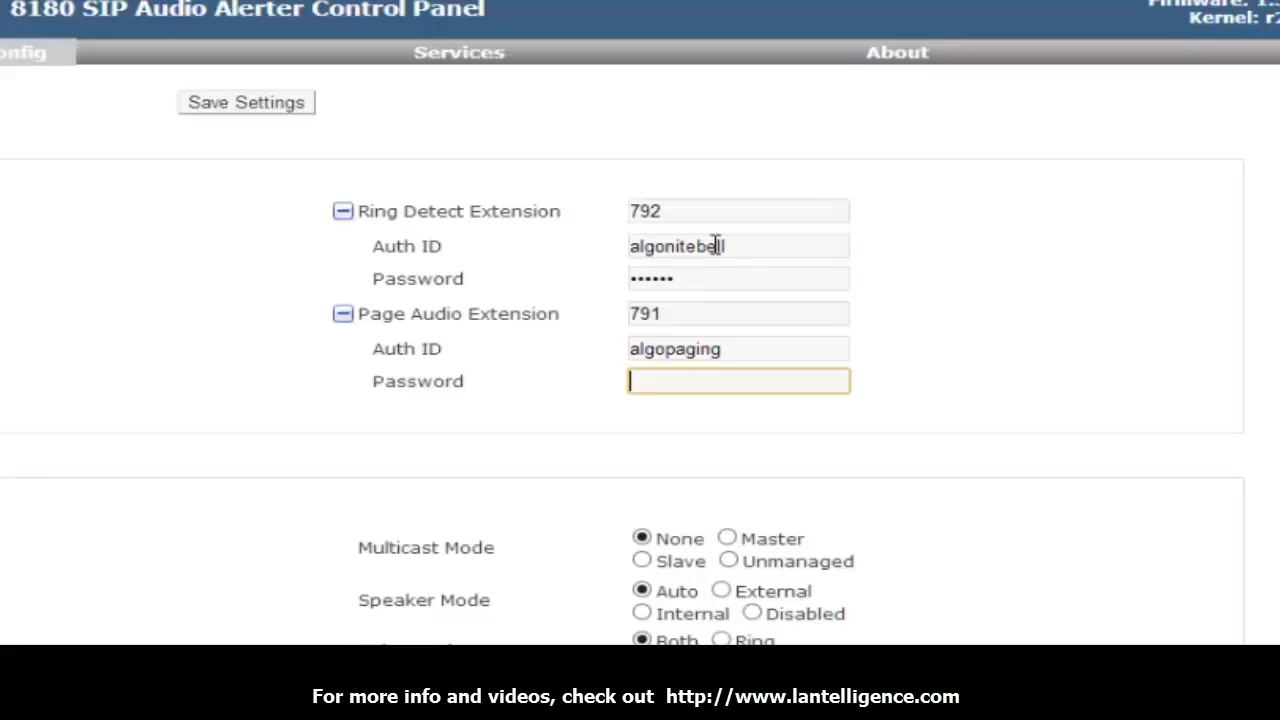 8180 SIP Audio Alerter Control Panel
Kernel:
Services About
Save Settings
Ring Detect Extension 792
Auth ID algonitebell
Password ••••••
Page Audio Extension 791
Auth ID algopaging
Password
Multicast Mode None Master
Slave Unmanaged
Speaker Mode Auto External
Internal Disabled
Both Ring
For more info and videos, check out http://www.lantelligence.com